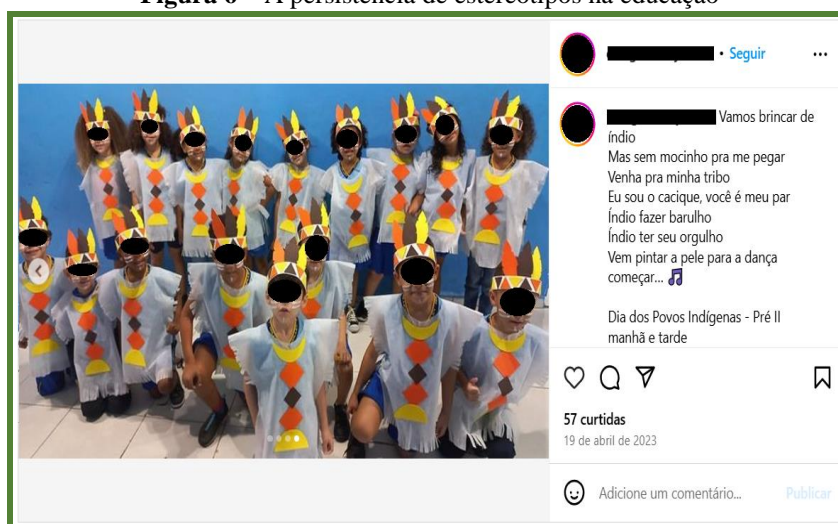 Figura 6 – A persistência de estereótipos na educação
• Seguir
Vamos brincar de
índio
Mas sem mocinho pra me pegar
Venha pra minha tribo
Eu sou o cacique, você é meu par
Índio fazer barulho
Índio ter seu orgulho
Vem pintar a pele para a dança
começar...
Dia dos Povos Indígenas - Pré II
manhã e tarde
57 curtidas
19 de abril de 2023
Adicione um comentário...
Publicar